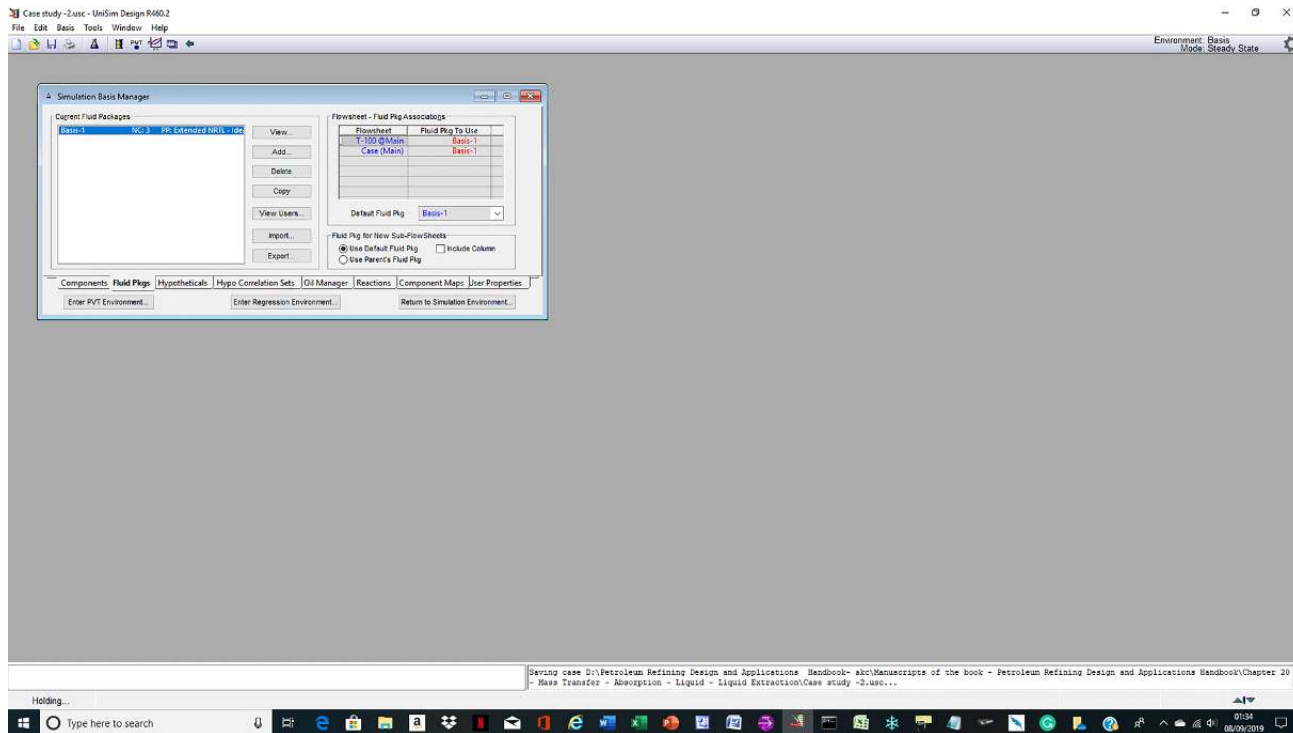 Case study -2.usc - UniSim Design R460.2
File Edit Basis Tools Window Help
PVT
Environment: Basis
Mode: Steady State
Simulation Basis Manager
Current Fluid Packages
Basis-1 NC: 3 PP: Extended NRTL - Ide
View...
Add...
Delete
Copy
View Users...
Import...
Export...
Flowsheet - Fluid Pkg Associations
Flowsheet Fluid Pkg To Use
T-100 @Main Basis-1
Case (Main) Basis-1
Default Fluid Pkg Basis-1
Fluid Pkg for New Sub-FlowSheets
Use Default Fluid Pkg Include Column
Use Parent's Fluid Pkg
Components Fluid Pkgs Hypotheticals Hypo Correlation Sets Oil Manager Reactions Component Maps User Properties
Enter PVT Environment... Enter Regression Environment... Return to Simulation Environment...
Saving case D:\Petroleum Refining Design and Applications Handbook- akc\Manuscripts of the book - Petroleum Refining Design and Applications Handbook\Chapter 20
- Mass Transfer - Absorption - Liquid - Liquid Extraction\Case study -2.usc...
Holding...
Type here to search
01:34
08/09/2019